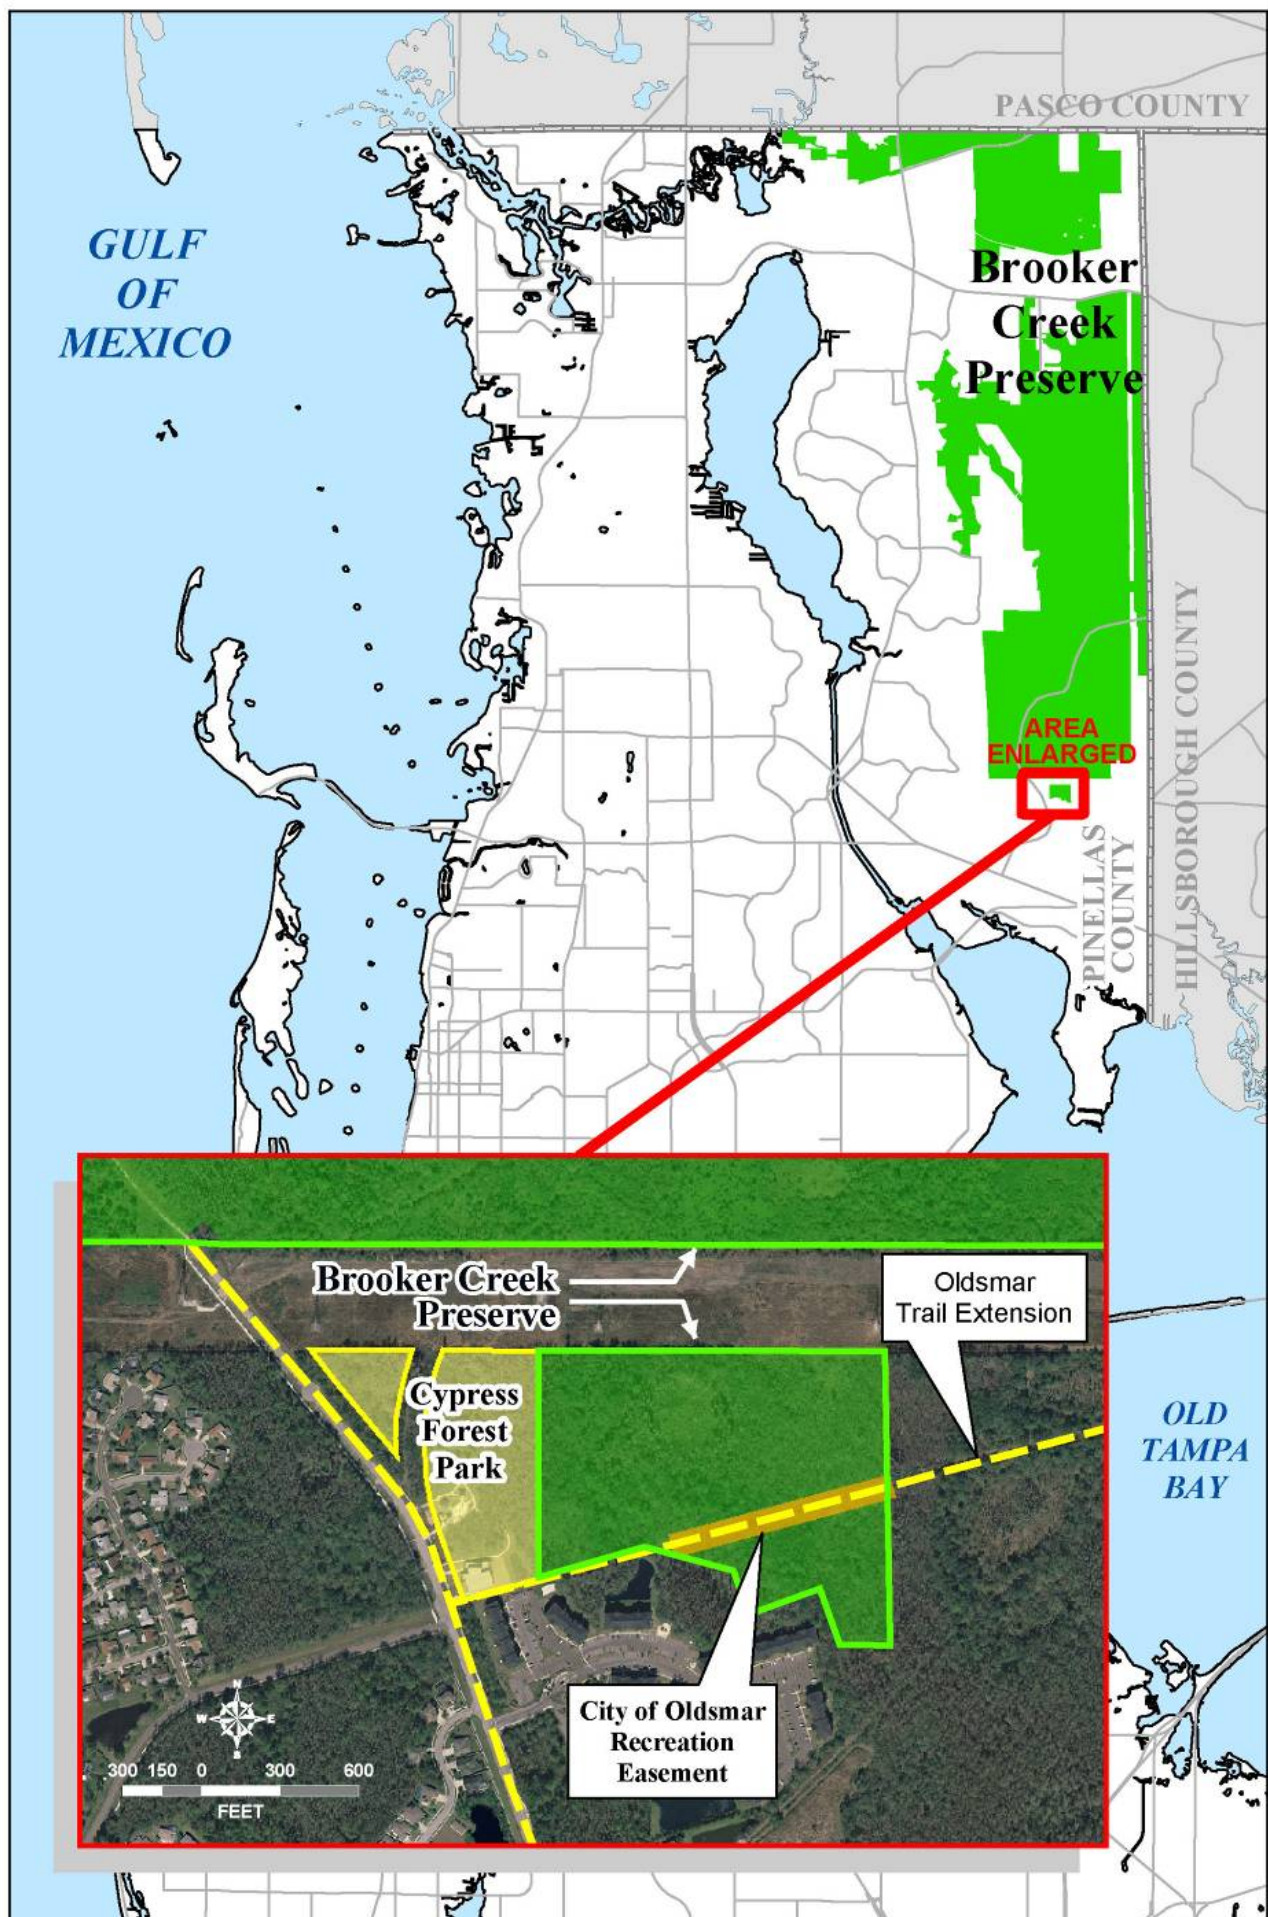 PASCO COUNTY
GULF
OF
MEXICO
Brooker
Creek
Preserve
HILLSBOROUGH COUNTY
AREA
ENLARGED
PINELLAS
COUNTY
Brooker Creek
Preserve
Oldsmar
Trail Extension
Cypress
Forest
Park
OLD
TAMPA
BAY
City of Oldsmar
Recreation
Easement
N
W E
S
300 150 0 300 600
FEET